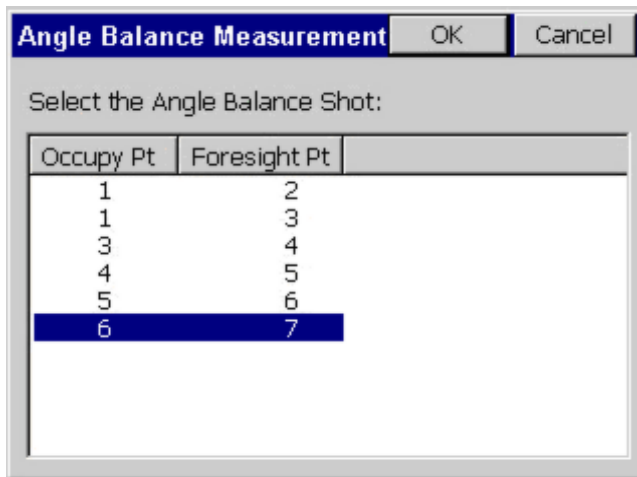 Angle Balance Measurement OK Cancel
Select the Angle Balance Shot:
Occupy Pt Foresight Pt
1 2
1 3
3 4
4 5
5 6
6 7